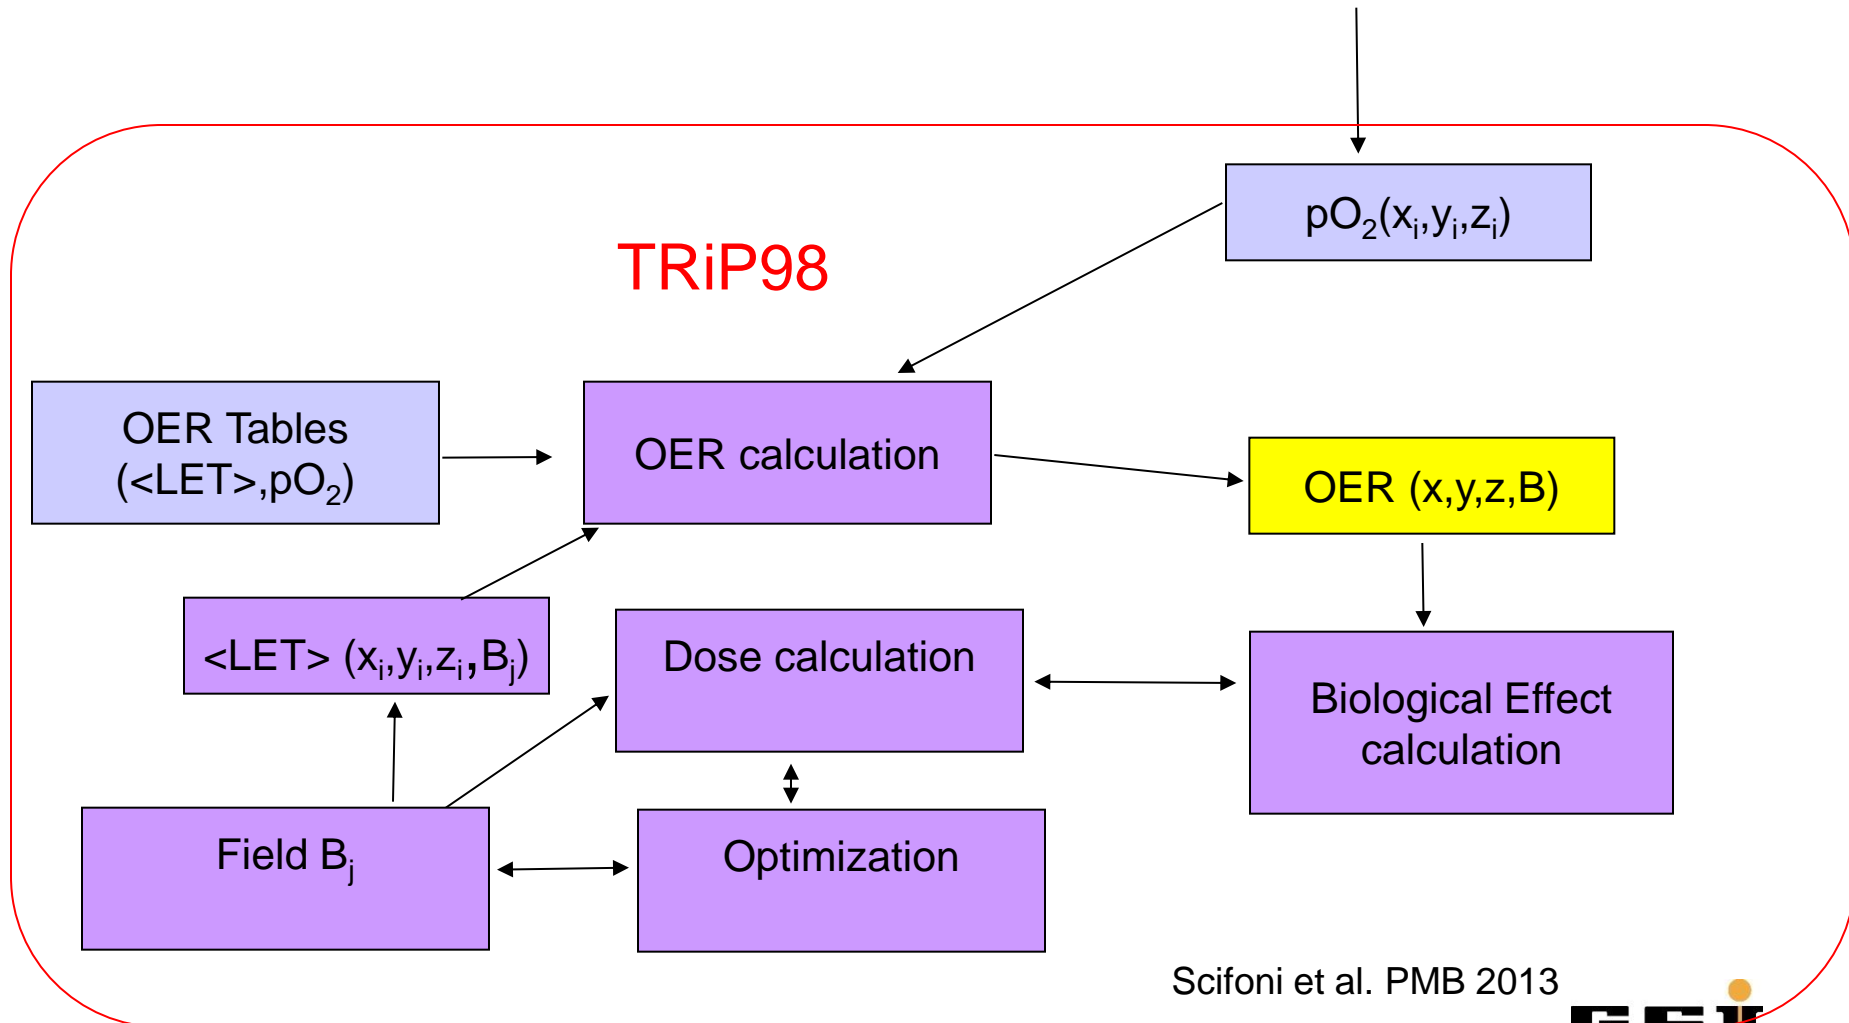 pO₂(xᵢ,yᵢ,zᵢ)
TRiP98
OER Tables
(<LET>,pO₂)
OER calculation
OER (x,y,z,B)
<LET> (xᵢ,yᵢ,zᵢ,Bⱼ)
Dose calculation
Biological Effect
calculation
Field Bⱼ
Optimization
Scifoni et al. PMB 2013